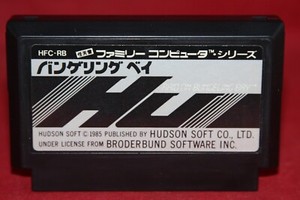 HFC-RB ファミリー コンピュータ™シリーズ
バンゲリング ベイ
HUDSON SOFT © 1985 PUBLISHED BY HUDSON SOFT CO., LTD.
UNDER LICENSE FROM BRODERBUND SOFTWARE INC.